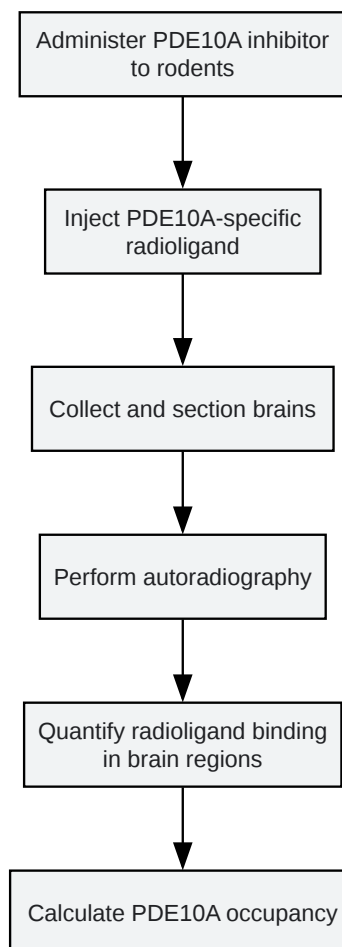 Administer PDE10A inhibitor
to rodents
Inject PDE10A-specific
radioligand
Collect and section brains
Perform autoradiography
Quantify radioligand binding
in brain regions
Calculate PDE10A occupancy